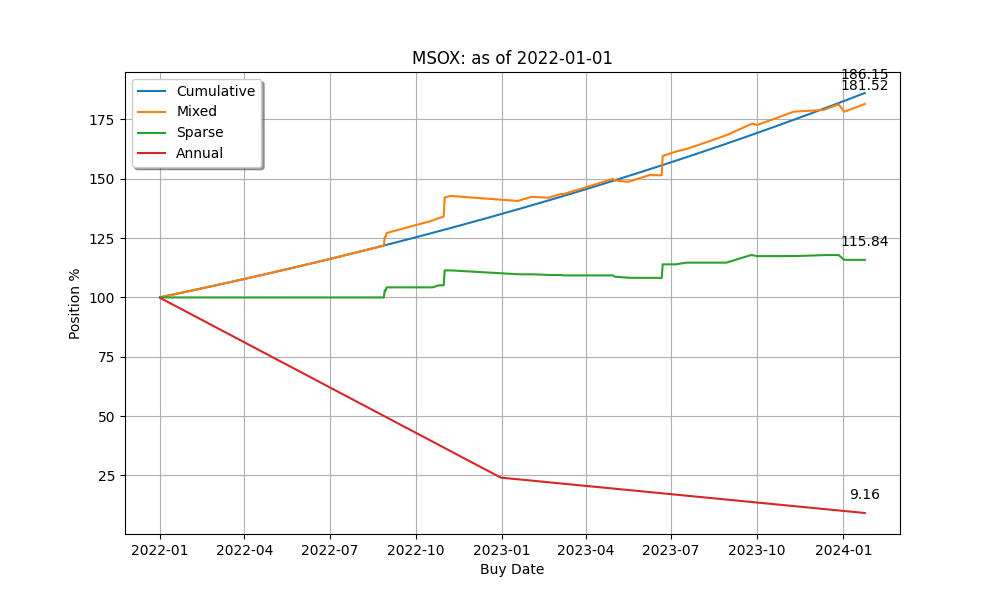 MSOX: as of 2022-01-01
186.15
181.52
Cumulative
Mixed
Sparse
Annual
175
150
125
115.84
100
75
50
25
9.16
Position %
2022-01 2022-04 2022-07 2022-10 2023-01 2023-04 2023-07 2023-10 2024-01
Buy Date